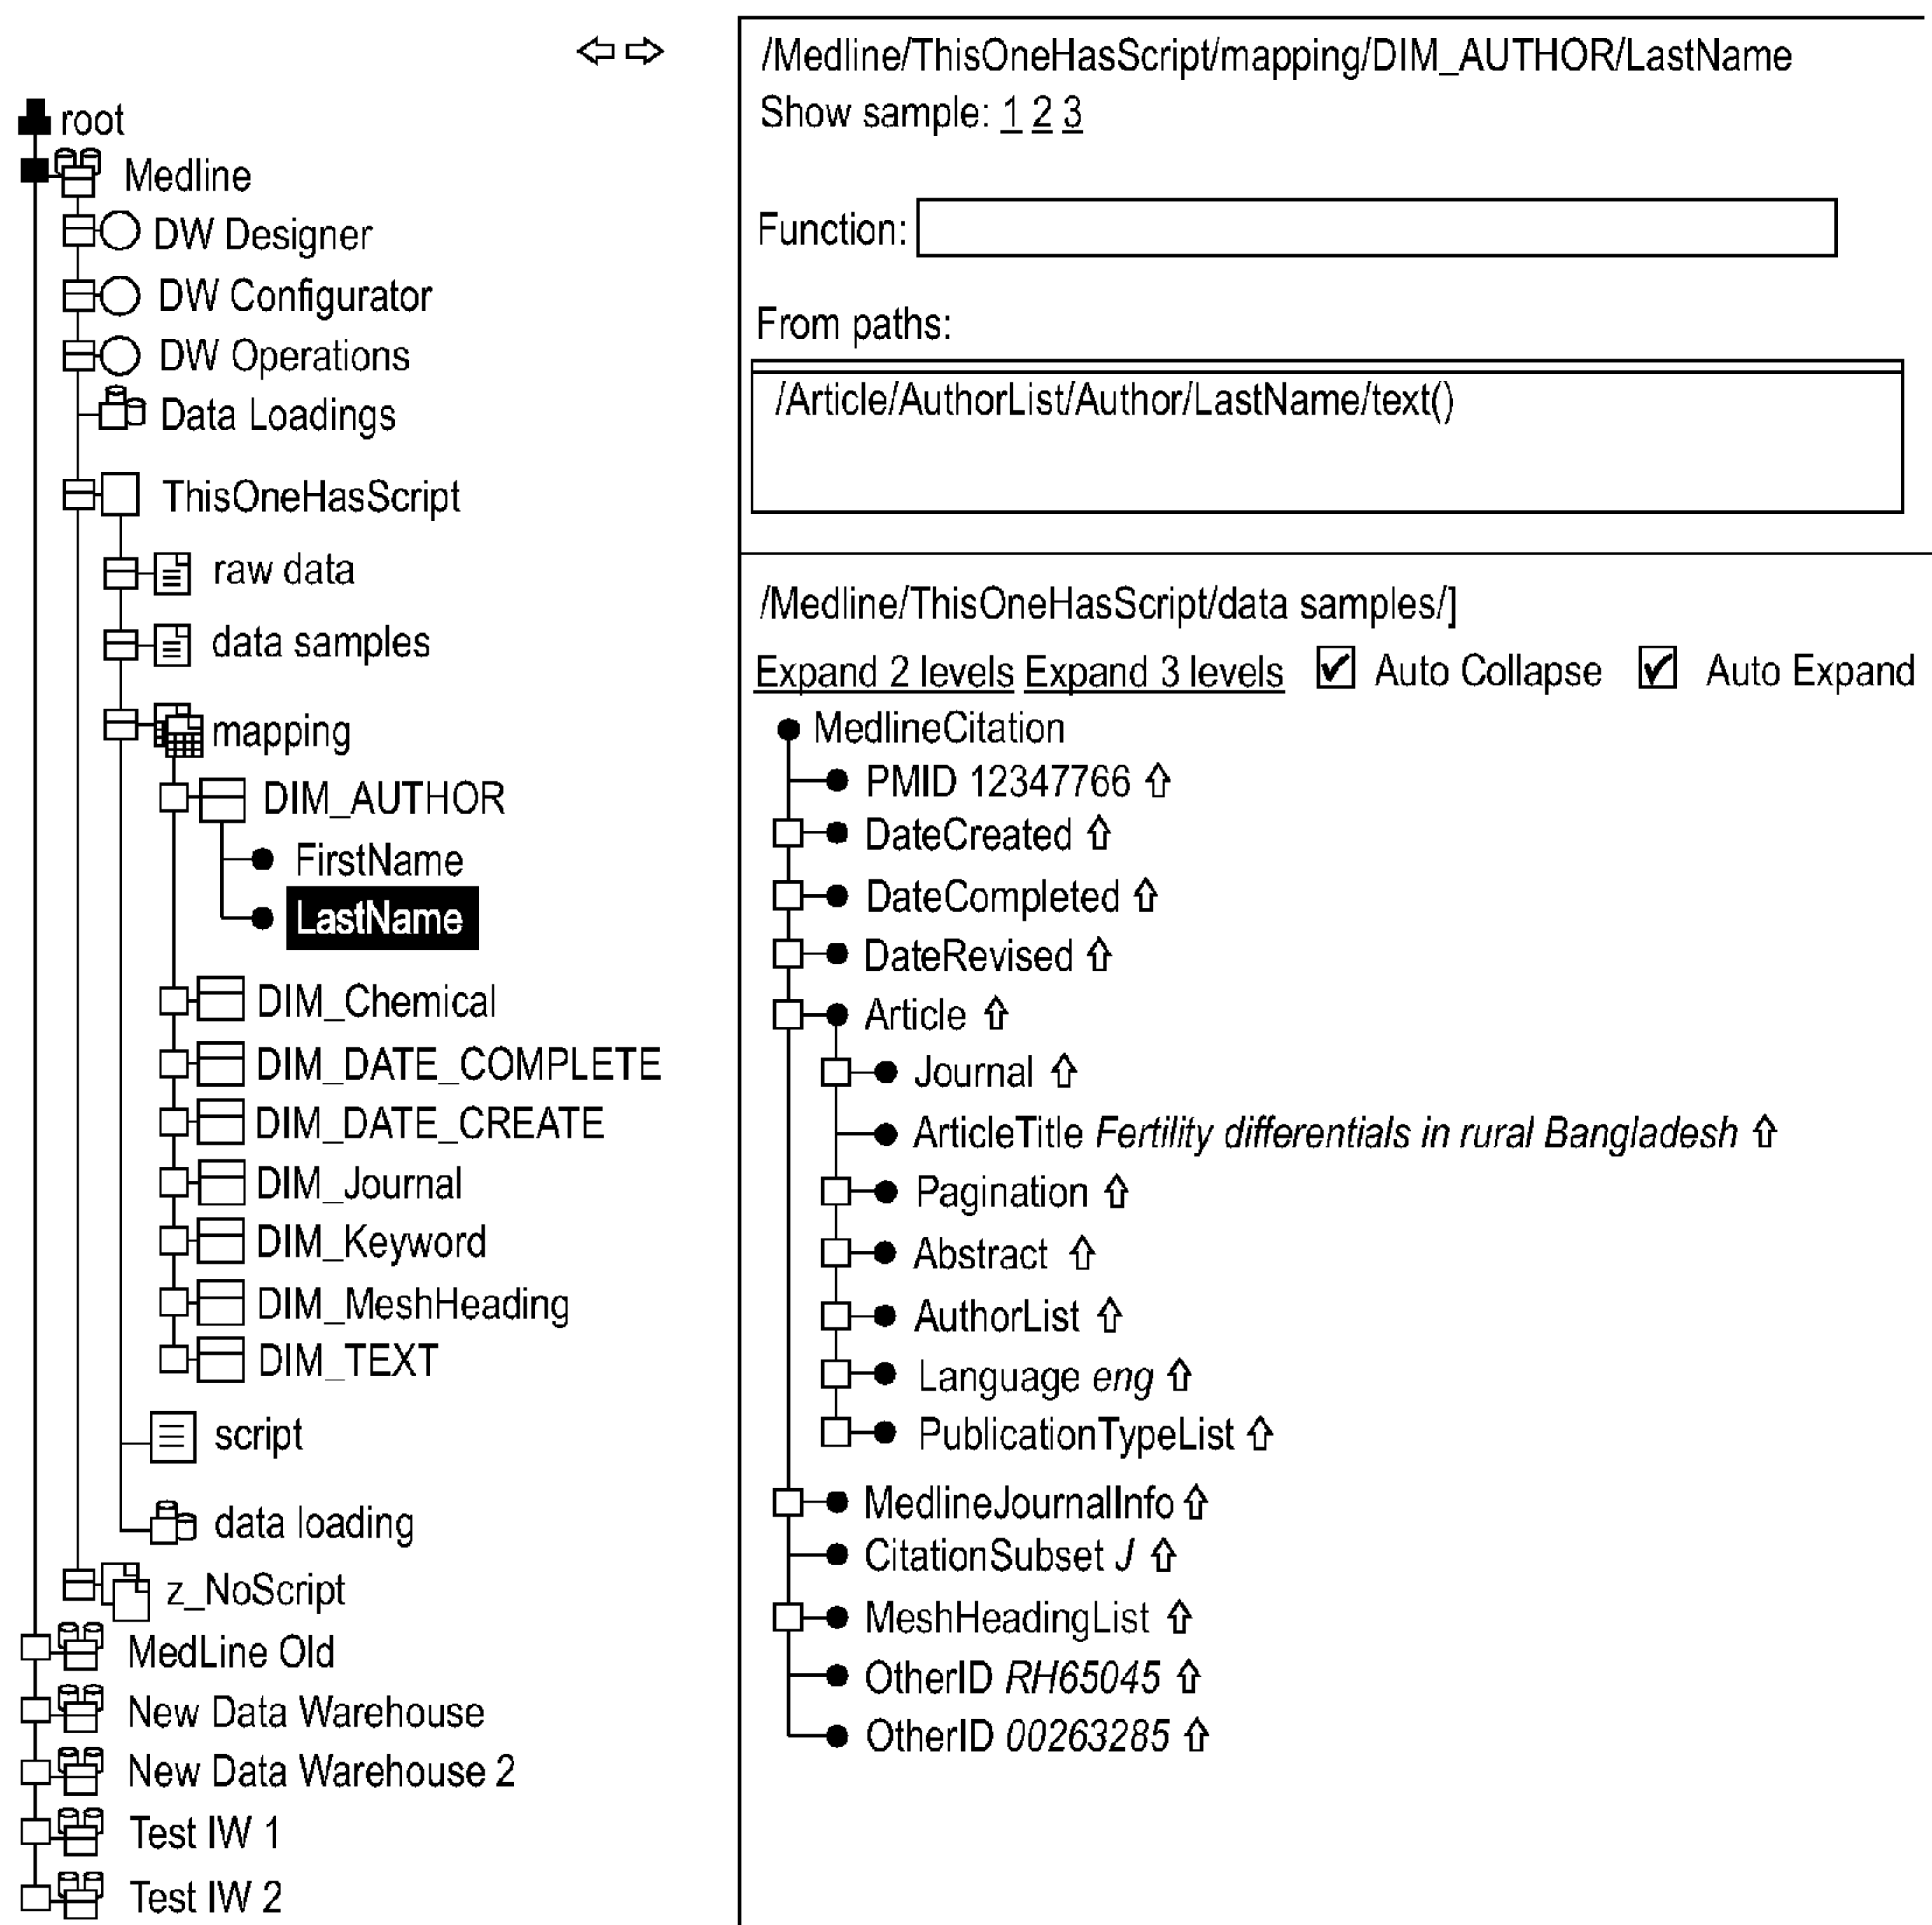 root
Medline
DW Designer
DW Configurator
DW Operations
Data Loadings
ThisOneHasScript
raw data
data samples
mapping
DIM_AUTHOR
FirstName
LastName
DIM_Chemical
DIM_DATE_COMPLETE
DIM_DATE_CREATE
DIM_Journal
DIM_Keyword
DIM_MeshHeading
DIM_TEXT
script
data loading
z_NoScript
MedLine Old
New Data Warehouse
New Data Warehouse 2
Test IW 1
Test IW 2
/Medline/ThisOneHasScript/mapping/DIM_AUTHOR/LastName
Show sample: 1 2 3
Function:
From paths:
/Article/AuthorList/Author/LastName/text()
/Medline/ThisOneHasScript/data samples/]
Expand 2 levels Expand 3 levels Auto Collapse Auto Expand
MedlineCitation
PMID 12347766
DateCreated
DateCompleted
DateRevised
Article
Journal
ArticleTitle Fertility differentials in rural Bangladesh
Pagination
Abstract
AuthorList
Language eng
PublicationTypeList
MedlineJournalInfo
CitationSubset J
MeshHeadingList
OtherID RH65045
OtherID 00263285